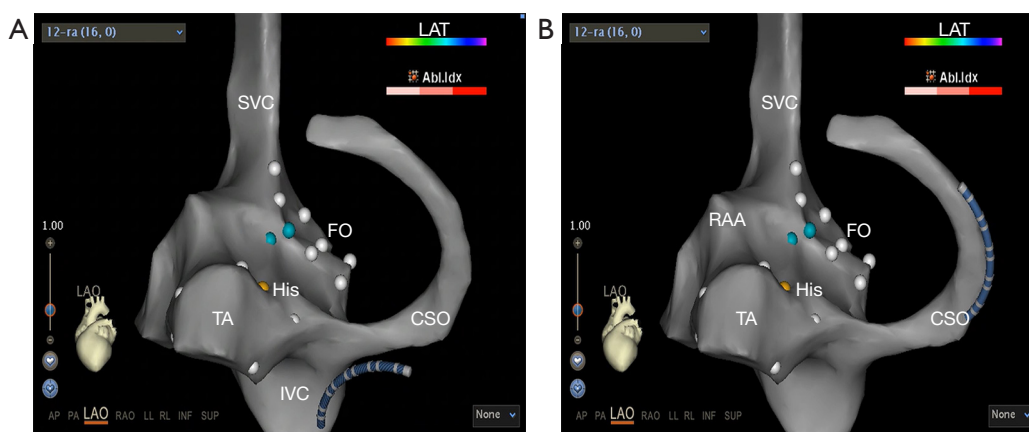 A
12-ra (16, 0)
LAT
Abl.Idx
SVC
FO
1.00
His
LAO
TA
CSO
IVC
AP PA LAO RAO LL RL INF SUP
None
B
12-ra (16, 0)
LAT
Abl.Idx
SVC
RAA
FO
1.00
His
LAO
TA
CSO
AP PA LAO RAO LL RL INF SUP
None